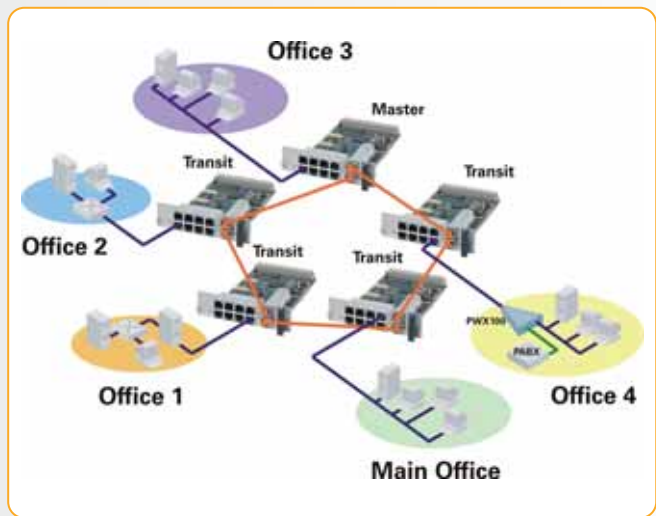 Office 3
Master
Transit
Transit
Office 2
Transit
Transit
PWX100
PABX
Office 1
Office 4
Main Office